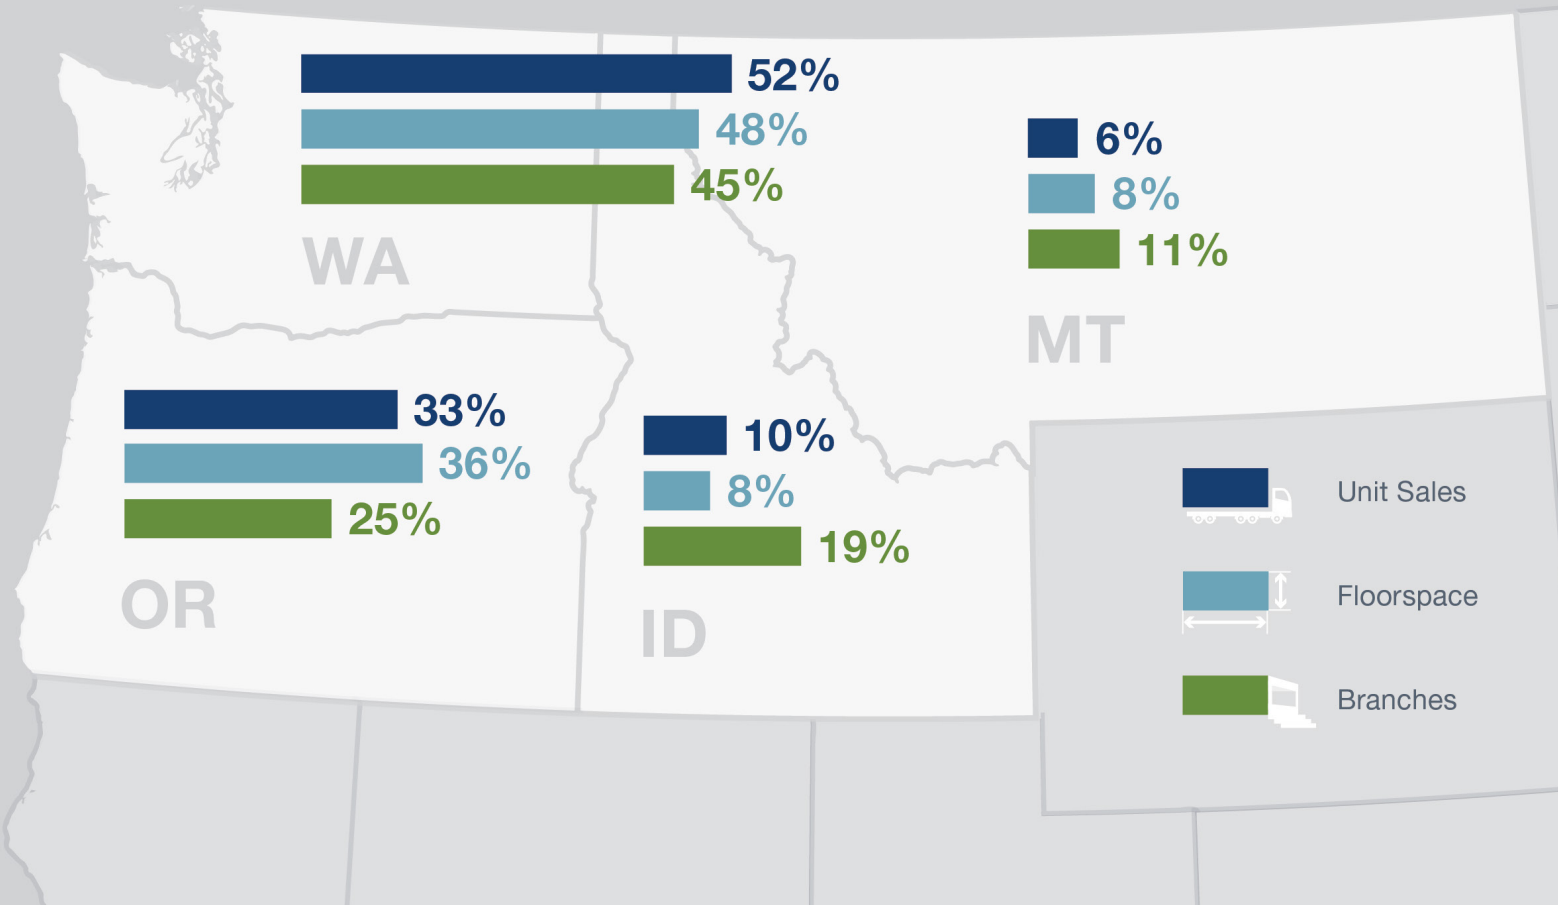 52%
48%
45%
WA
6%
8%
11%
MT
33%
36%
25%
OR
10%
8%
19%
ID
Unit Sales
Floorspace
Branches